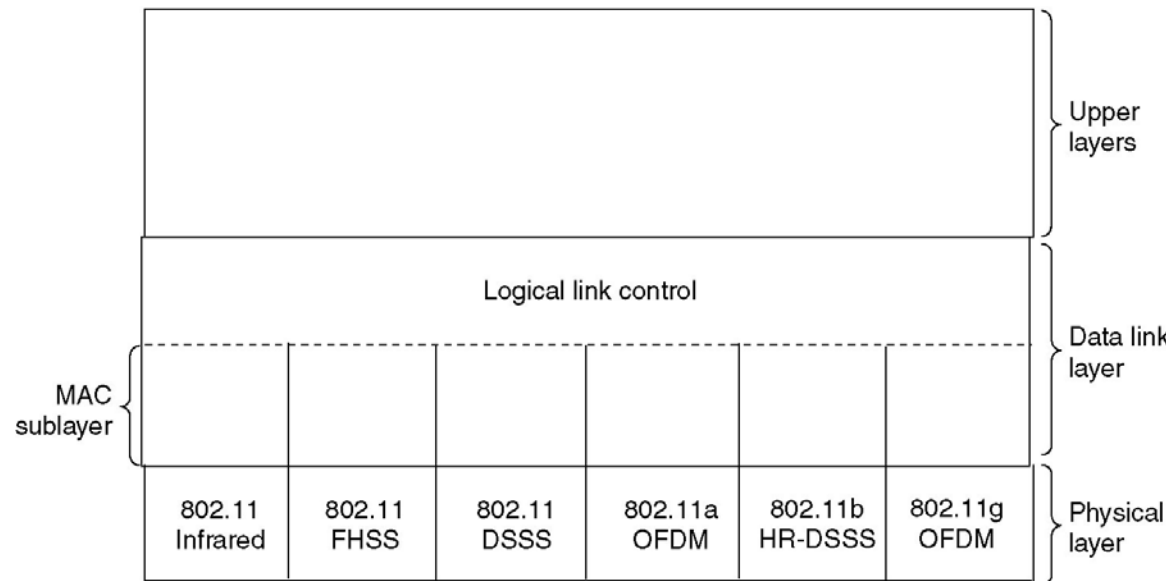 Upper
layers
Logical link control
Data link
layer
MAC
sublayer
802.11
Infrared
802.11
FHSS
802.11
DSSS
802.11a
OFDM
802.11b
HR-DSSS
802.11g
OFDM
Physical
layer